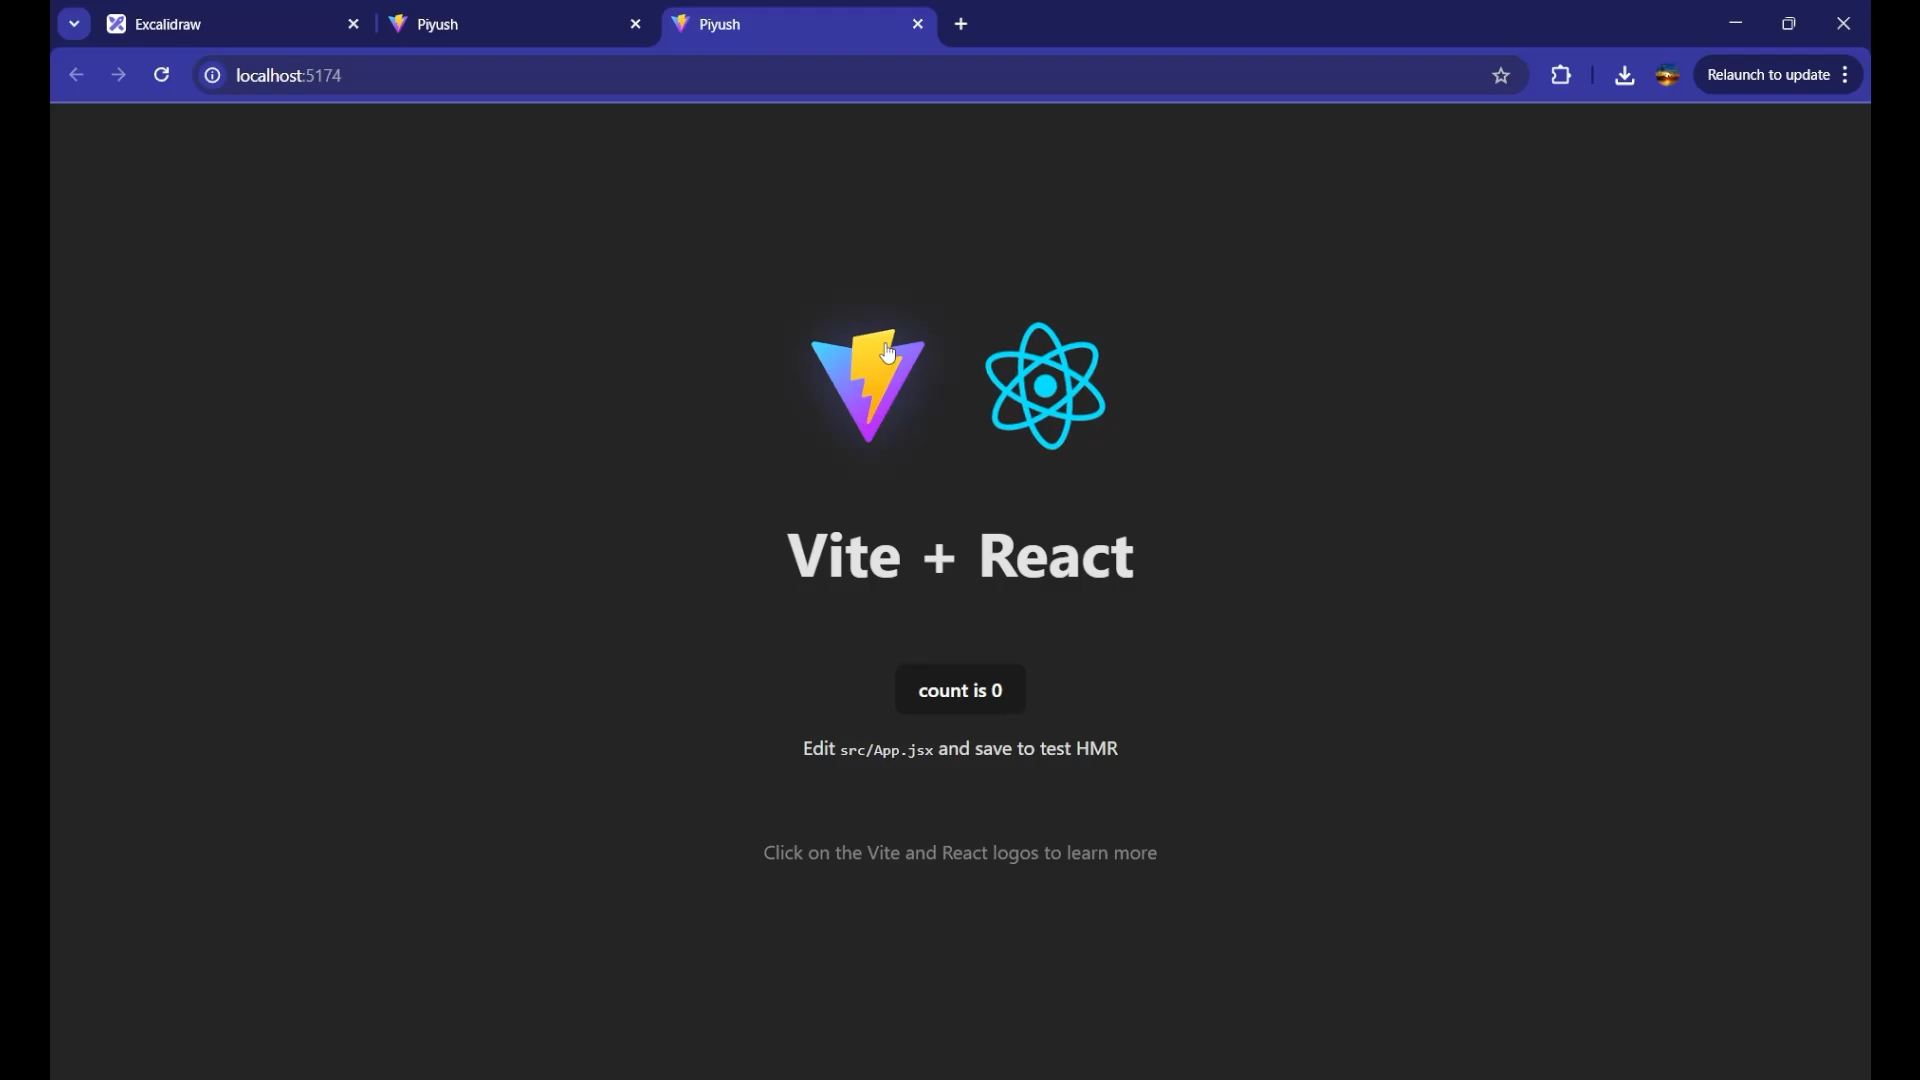 Excalidraw
Piyush
Piyush
localhost:5174
Relaunch to update
Vite + React
count is 0
Edit src/App.jsx and save to test HMR
Click on the Vite and React logos to learn more